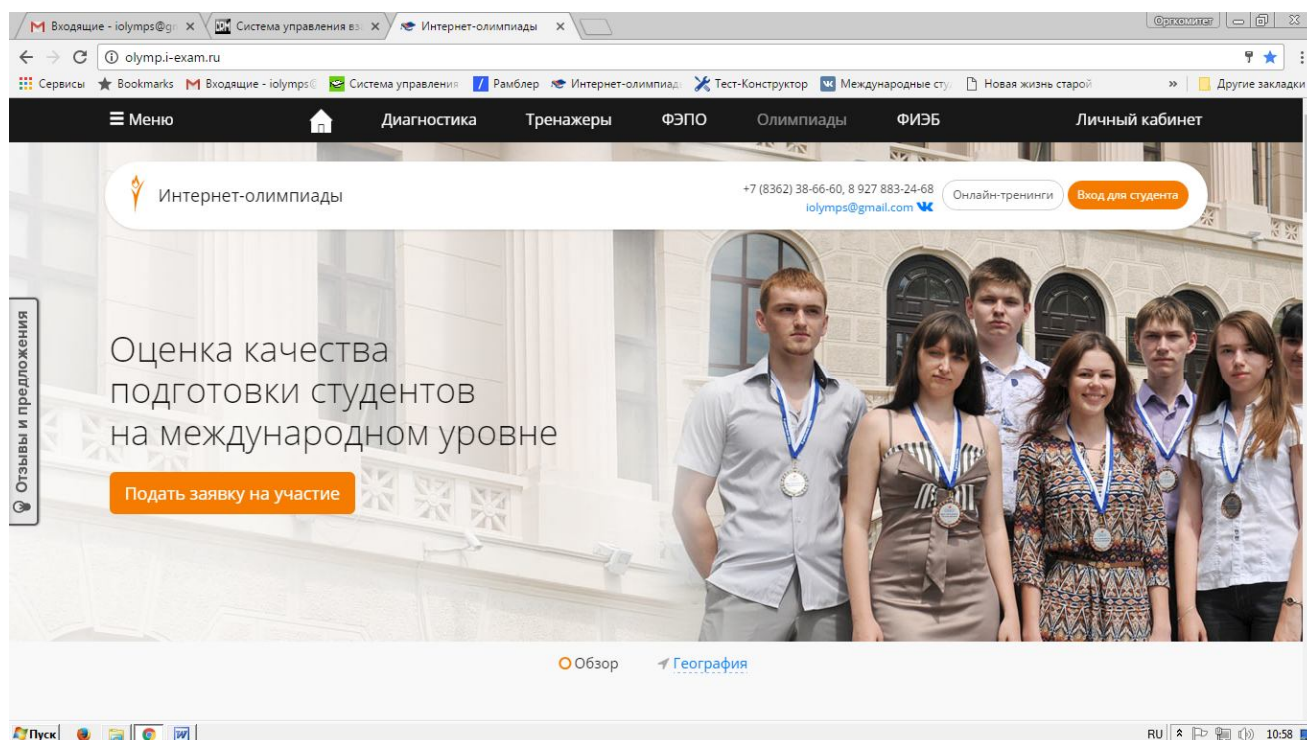 Входящие - iolymps@gm
Система управления вза
Интернет-олимпиады
Оргкомитет
olymp.i-exam.ru
Сервисы
Bookmarks
Входящие - iolymps@
Система управления
Рамблер
Интернет-олимпиад
Тест-Конструктор
Международные сту
Новая жизнь старой
»
Другие закладки
Меню
Диагностика
Тренажеры
ФЭПО
Олимпиады
ФИЭБ
Личный кабинет
Интернет-олимпиады
+7 (8362) 38-66-60, 8 927 883-24-68
iolymps@gmail.com
Онлайн-тренинги
Вход для студента
Отзывы и предложения
Оценка качества
подготовки студентов
на международном уровне
Подать заявку на участие
Обзор
География
Пуск
RU
10:58